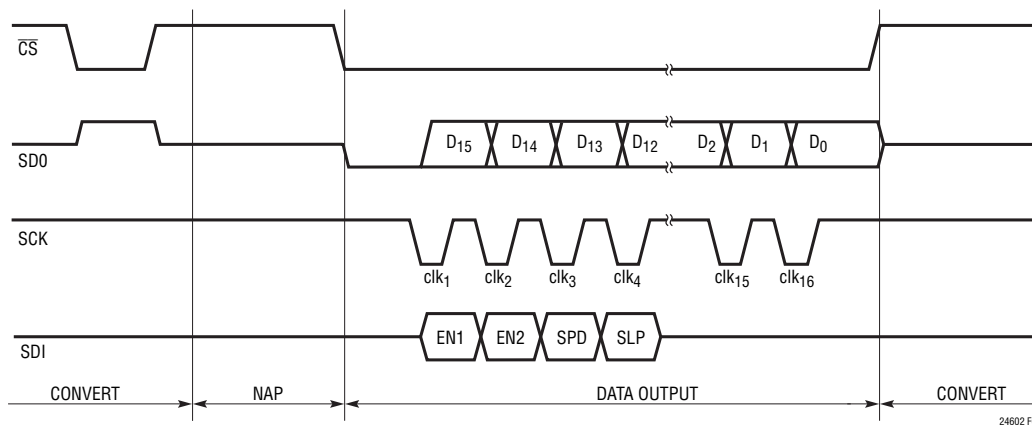 CS
SD0
D15 D14 D13 D12 D2 D1 D0
SCK
clk1 clk2 clk3 clk4 clk15 clk16
SDI
EN1 EN2 SPD SLP
CONVERT NAP DATA OUTPUT CONVERT
24602 F